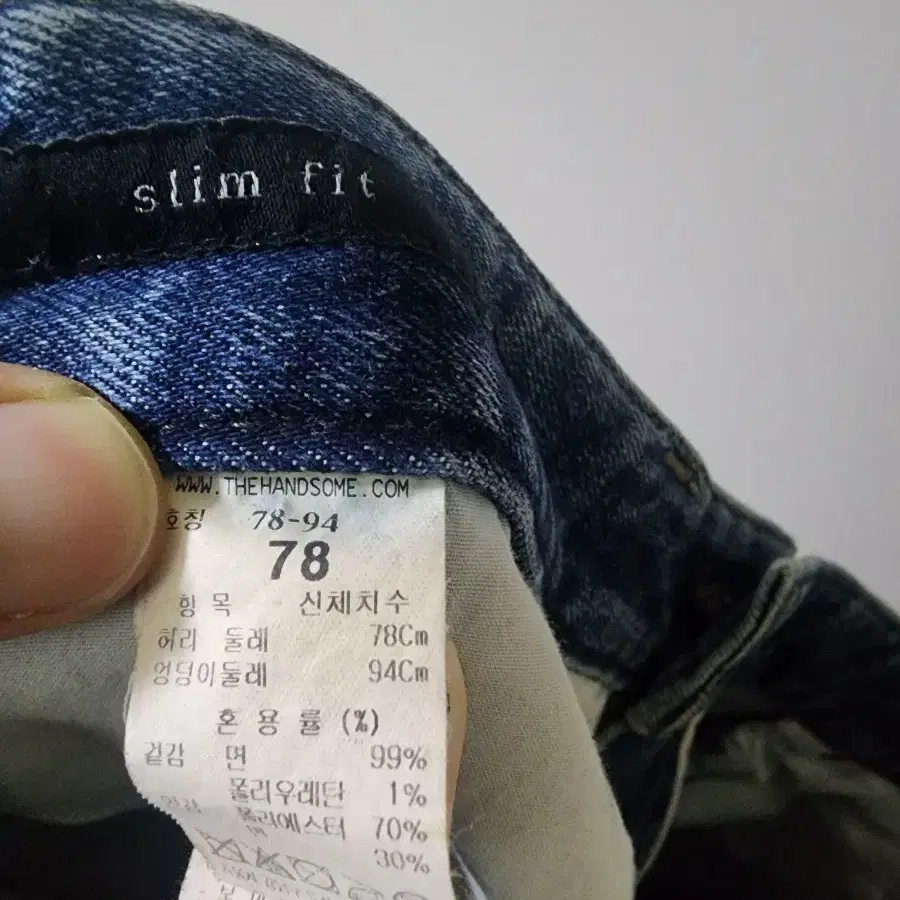 slim fit
WWW.THEHANDSOME.COM
호칭 78-94
78
항 목 신체치수
허리 둘레 78Cm
엉덩이둘레 94Cm
혼 용 률 (%)
겉감 면 99%
폴리우레탄 1%
폴리에스터 70%
30%